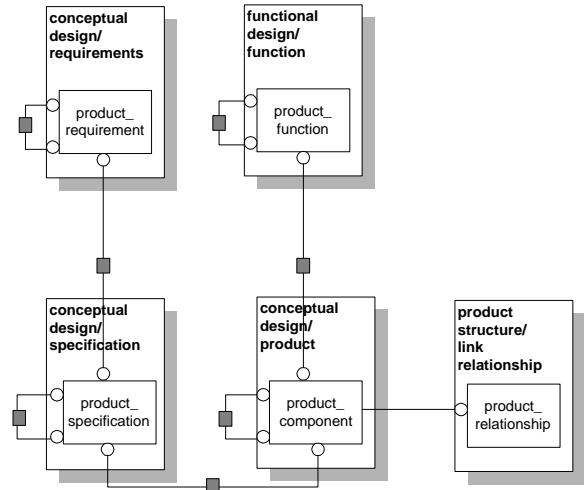 conceptual
design/
requirements
product_
requirement
functional
design/
function
product_
function
conceptual
design/
specification
product_
specification
conceptual
design/
product
product_
component
product
structure/
link
relationship
product_
relationship